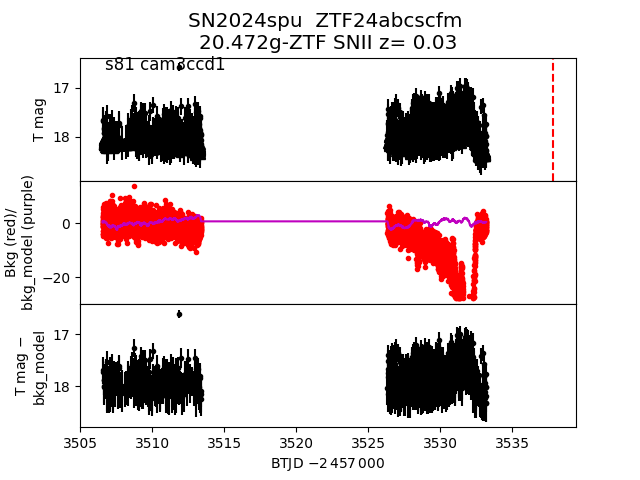 SN2024spu  ZTF24abcscfm
20.472g-ZTF SNII z= 0.03
s81 cam3ccd1
T mag
17
18
Bkg (red)/
bkg_model (purple)
0
−20
T mag −
bkg_model
17
18
3505
3510
3515
3520
3525
3530
3535
BTJD −2 457 000